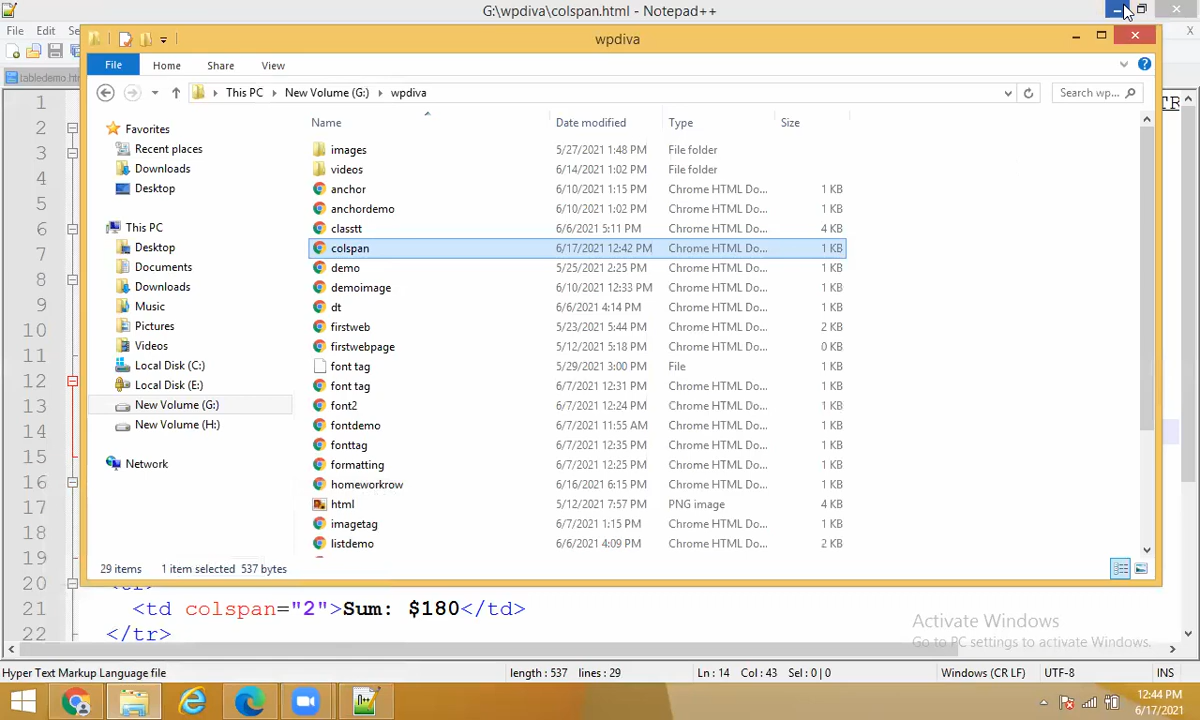 G:\wpdiva\colspan.html - Notepad++
File Edit Se
wpdiva
X
File Home Share View
tabledemo.htm
This PC New Volume (G:) wpdiva
Search wp...
Name Date modified Type Size
1
2
3
4
5
6
7
8
9
10
11
12
13
14
15
16
17
18
19
20
21 <td colspan="2">Sum: $180</td>
22 </tr>
Favorites
Recent places
Downloads
Desktop
This PC
Desktop
Documents
Downloads
Music
Pictures
Videos
Local Disk (C:)
Local Disk (E:)
New Volume (G:)
New Volume (H:)
Network
images 5/27/2021 1:48 PM File folder
videos 6/14/2021 1:02 PM File folder
anchor 6/10/2021 1:15 PM Chrome HTML Do... 1 KB
anchordemo 6/10/2021 1:02 PM Chrome HTML Do... 1 KB
classtt 6/6/2021 5:11 PM Chrome HTML Do... 4 KB
colspan 6/17/2021 12:42 PM Chrome HTML Do... 1 KB
demo 5/25/2021 2:25 PM Chrome HTML Do... 1 KB
demoimage 6/10/2021 12:33 PM Chrome HTML Do... 1 KB
dt 6/6/2021 4:14 PM Chrome HTML Do... 1 KB
firstweb 5/23/2021 5:44 PM Chrome HTML Do... 2 KB
firstwebpage 5/12/2021 5:18 PM Chrome HTML Do... 0 KB
font tag 5/29/2021 3:00 PM File 1 KB
font tag 6/7/2021 12:31 PM Chrome HTML Do... 1 KB
font2 6/7/2021 12:24 PM Chrome HTML Do... 1 KB
fontdemo 6/7/2021 11:55 AM Chrome HTML Do... 1 KB
fonttag 6/7/2021 12:35 PM Chrome HTML Do... 1 KB
formatting 6/7/2021 12:25 PM Chrome HTML Do... 1 KB
homeworkrow 6/16/2021 6:15 PM Chrome HTML Do... 1 KB
html 5/12/2021 7:57 PM PNG image 4 KB
imagetag 6/7/2021 1:15 PM Chrome HTML Do... 1 KB
listdemo 6/6/2021 4:09 PM Chrome HTML Do... 2 KB
29 items 1 item selected 537 bytes
Activate Windows
Go to PC settings to activate Windows.
Hyper Text Markup Language file length : 537 lines : 29 Ln : 14 Col : 43 Sel : 0 | 0 Windows (CR LF) UTF-8 INS
12:44 PM
6/17/2021